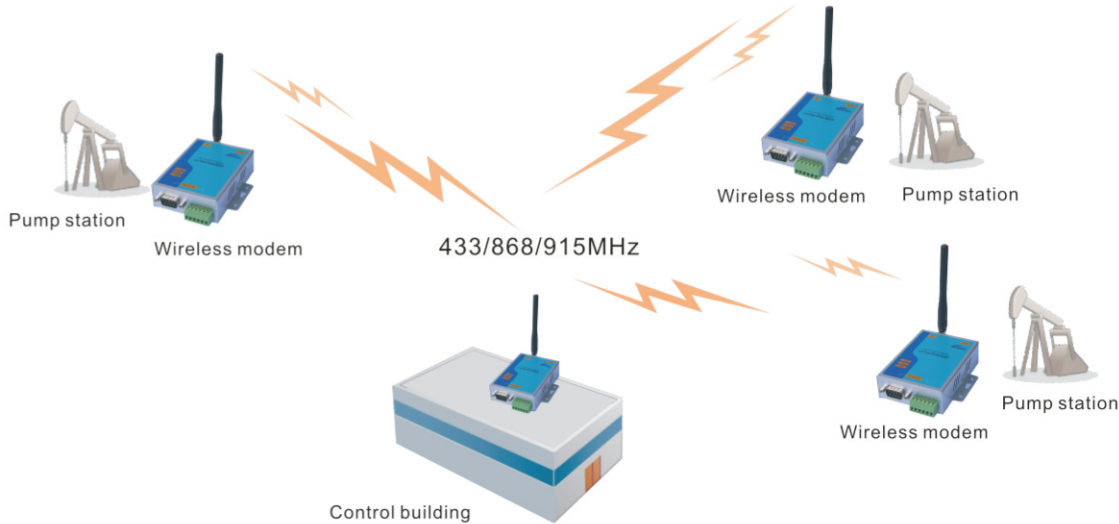 Pump station
Wireless modem
Wireless modem
Pump station
433/868/915MHz
Pump station
Wireless modem
Control building